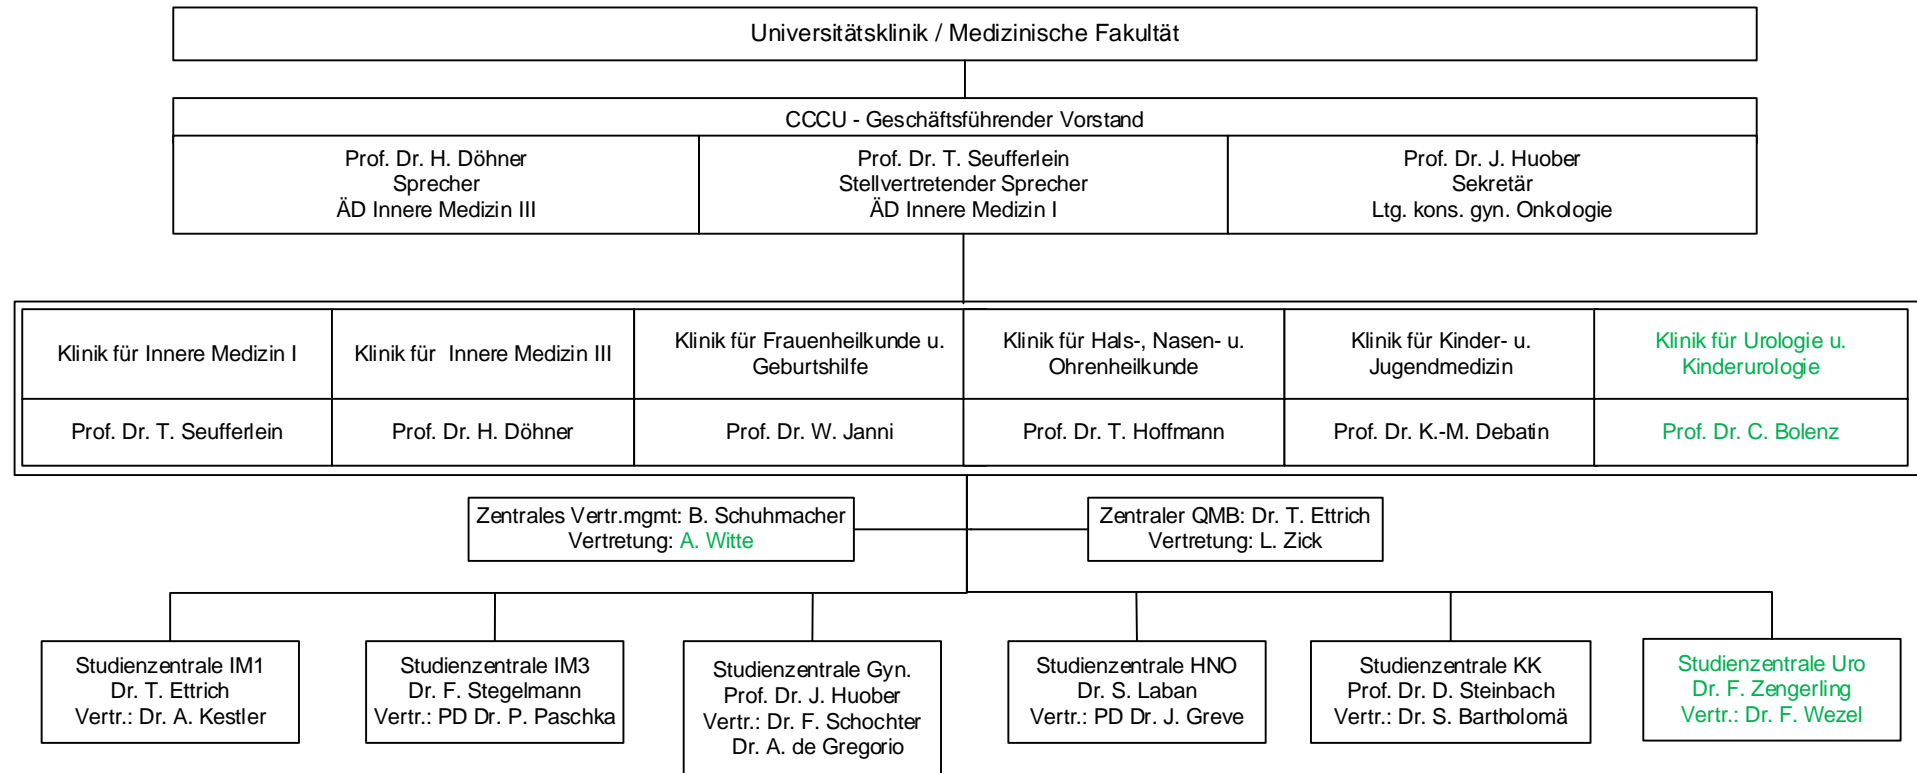 Universitätsklinik / Medizinische Fakultät
CCCU - Geschäftsführender Vorstand
Prof. Dr. H. Döhner
Sprecher
ÄD Innere Medizin III
Prof. Dr. T. Seufferlein
Stellvertretender Sprecher
ÄD Innere Medizin I
Prof. Dr. J. Huober
Sekretär
Ltg. kons. gyn. Onkologie
Klinik für Innere Medizin I
Klinik für Innere Medizin III
Klinik für Frauenheilkunde u.
Geburtshilfe
Klinik für Hals-, Nasen- u.
Ohrenheilkunde
Klinik für Kinder- u.
Jugendmedizin
Klinik für Urologie u.
Kinderurologie
Prof. Dr. T. Seufferlein
Prof. Dr. H. Döhner
Prof. Dr. W. Janni
Prof. Dr. T. Hoffmann
Prof. Dr. K.-M. Debatin
Prof. Dr. C. Bolenz
Zentrales Vertr.mgmt: B. Schuhmacher
Vertretung: A. Witte
Zentraler QMB: Dr. T. Ettrich
Vertretung: L. Zick
Studienzentrale IM1
Dr. T. Ettrich
Vertr.: Dr. A. Kestler
Studienzentrale IM3
Dr. F. Stegelmann
Vertr.: PD Dr. P. Paschka
Studienzentrale Gyn.
Prof. Dr. J. Huober
Vertr.: Dr. F. Schochter
Dr. A. de Gregorio
Studienzentrale HNO
Dr. S. Laban
Vertr.: PD Dr. J. Greve
Studienzentrale KK
Prof. Dr. D. Steinbach
Vertr.: Dr. S. Bartholomä
Studienzentrale Uro
Dr. F. Zengerling
Vertr.: Dr. F. Wezel